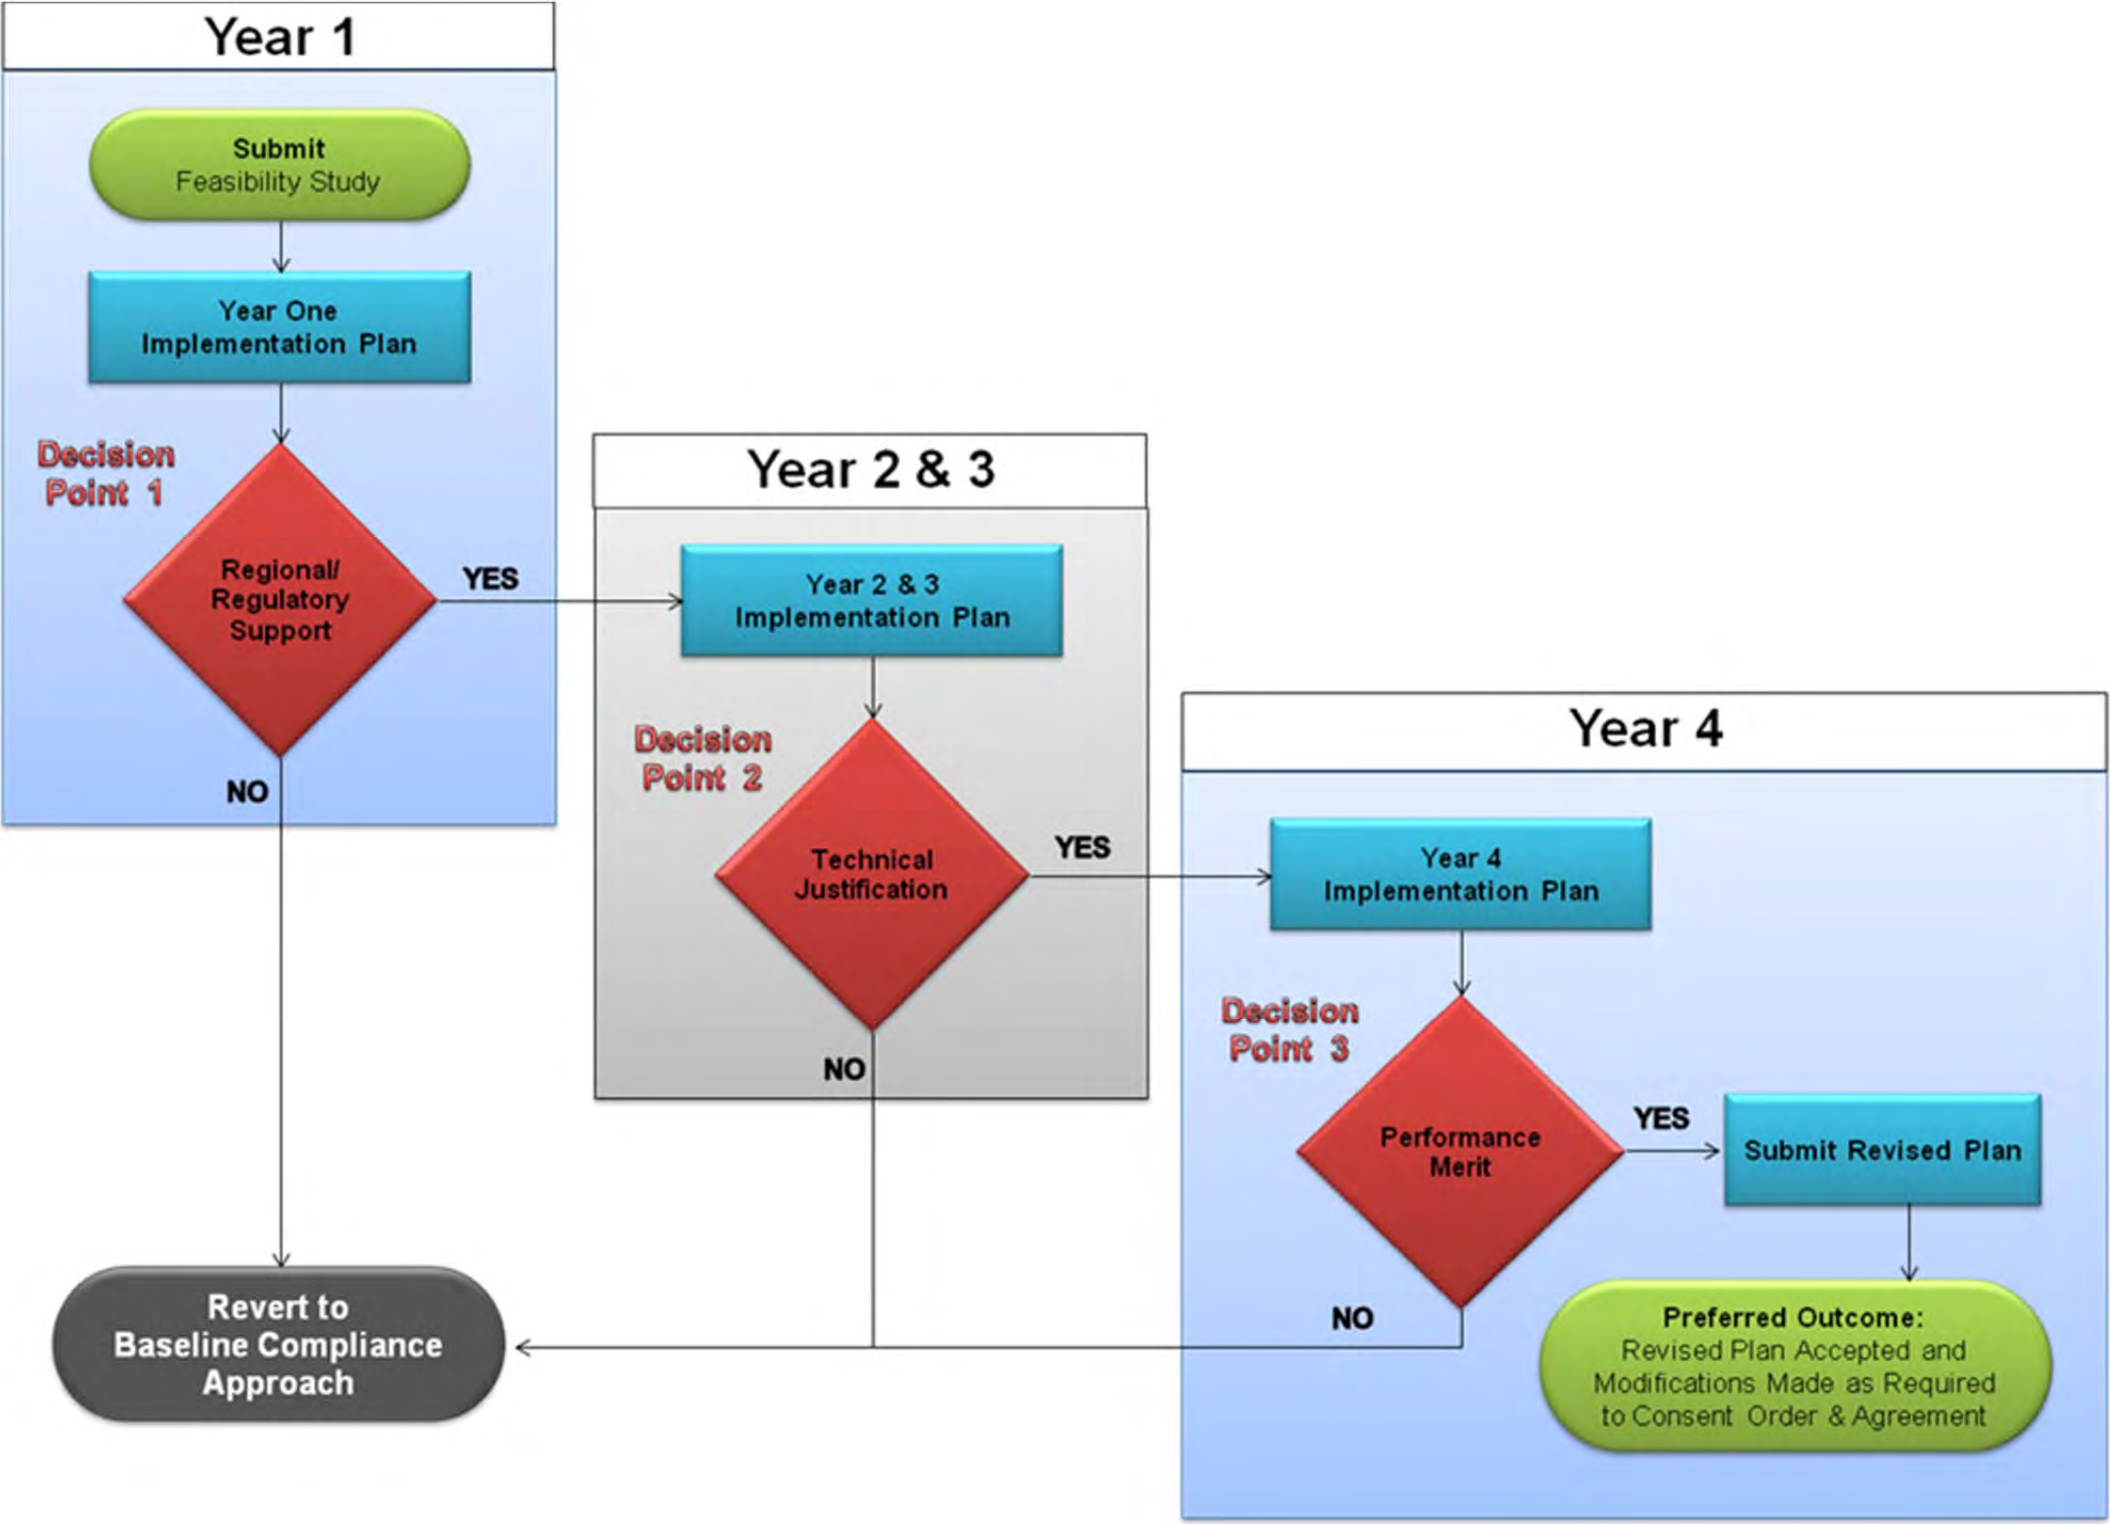 Year 1
Submit
Feasibility Study
Year One
Implementation Plan
Decision
Point 1
Regional/
Regulatory
Support
YES
NO
Year 2 & 3
Year 2 & 3
Implementation Plan
Decision
Point 2
Technical
Justification
YES
NO
Year 4
Year 4
Implementation Plan
Decision
Point 3
Performance
Merit
YES
Submit Revised Plan
NO
Preferred Outcome:
Revised Plan Accepted and
Modifications Made as Required
to Consent Order & Agreement
Revert to
Baseline Compliance
Approach